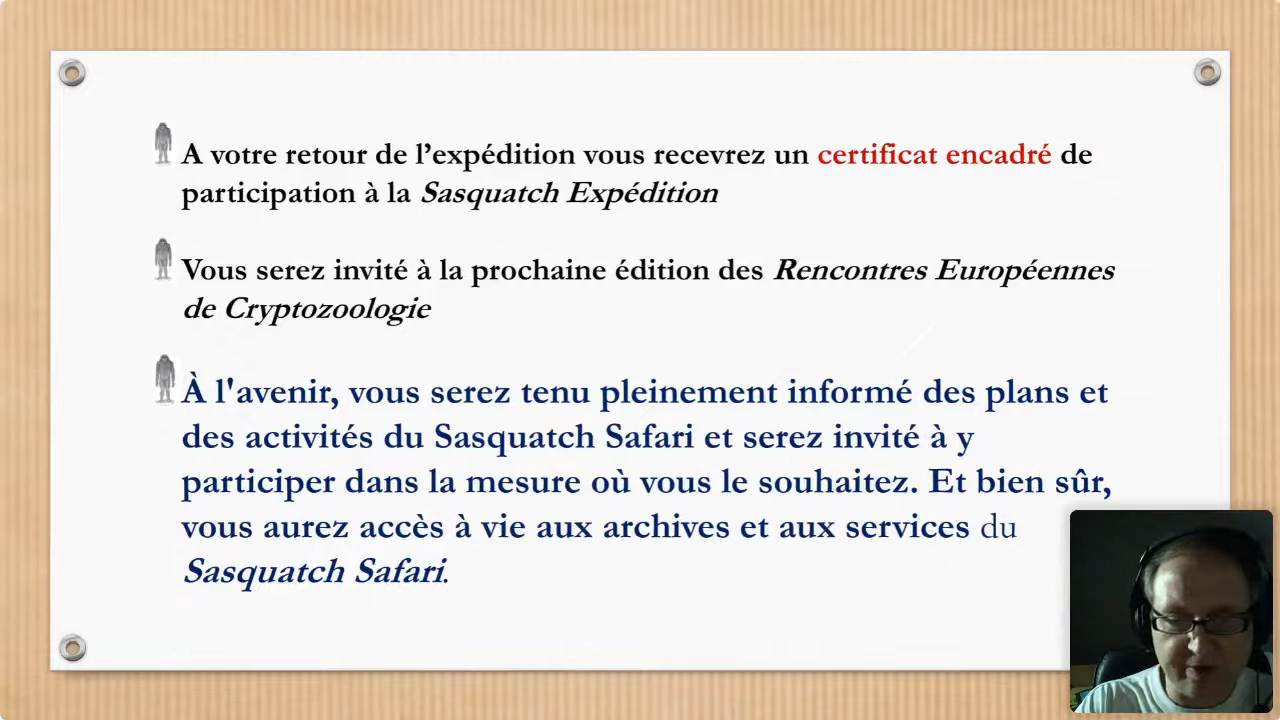 A votre retour de l’expédition vous recevrez un certificat encadré de
participation à la Sasquatch Expédition
Vous serez invité à la prochaine édition des Rencontres Européennes
de Cryptozoologie
À l'avenir, vous serez tenu pleinement informé des plans et
des activités du Sasquatch Safari et serez invité à y
participer dans la mesure où vous le souhaitez. Et bien sûr,
vous aurez accès à vie aux archives et aux services du
Sasquatch Safari.